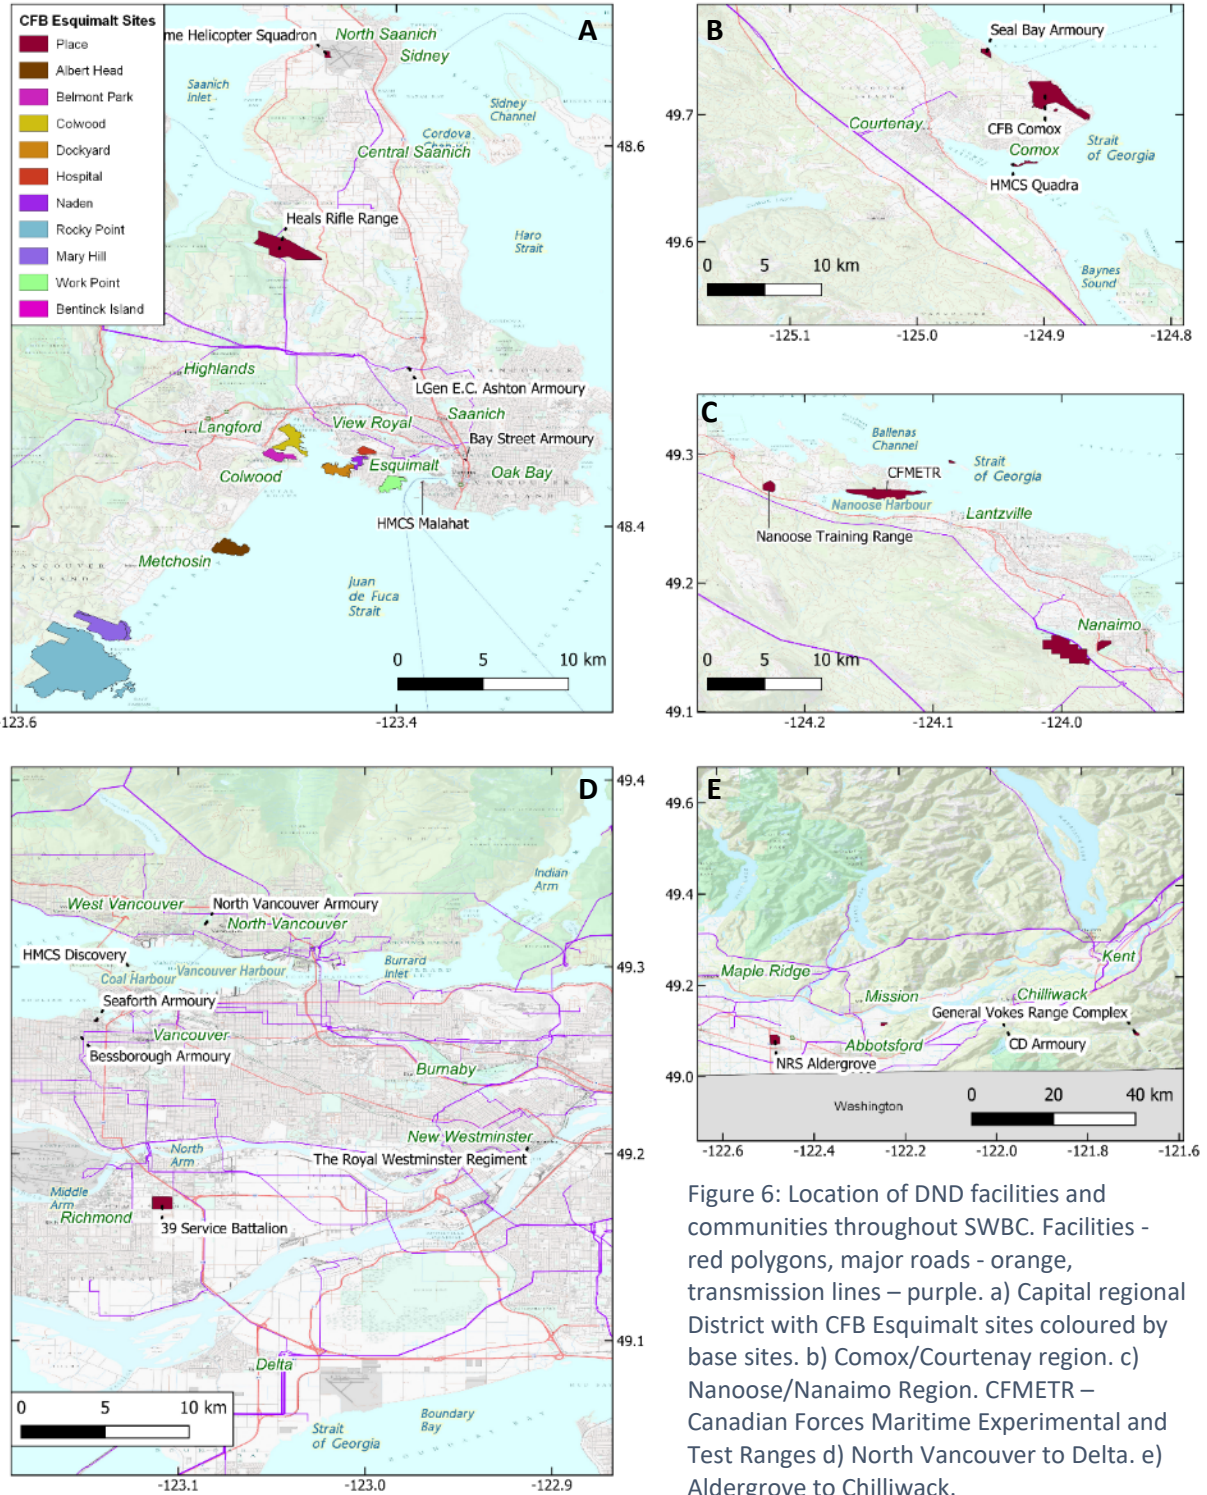 CFB Esquimalt Sites
Place
Albert Head
Belmont Park
Colwood
Dockyard
Hospital
Naden
Rocky Point
Mary Hill
Work Point
Bentinck Island
A
me Helicopter Squadron
North Saanich
Sidney
Saanich
Inlet
Sidney
Channel
Cordova
Channel
Central Saanich
48.6
Heals Rifle Range
Haro
Strait
Highlands
LGen E.C. Ashton Armoury
Langford
View Royal
Saanich
Bay Street Armoury
Colwood
Esquimalt
Oak Bay
HMCS Malahat
48.4
Metchosin
VANCOUVER
ISLAND
Juan
de Fuca
Strait
0 5 10 km
-123.6 -123.4
B
Seal Bay Armoury
49.7
Courtenay
CFB Comox
Comox
Strait
of Georgia
HMCS Quadra
49.6
Baynes
Sound
0 5 10 km
-125.1 -125.0 -124.9 -124.8
C
Ballenas
Channel
49.3
CFMETR
Strait
of Georgia
Nanoose Harbour
Lantzville
Nanoose Training Range
49.2
Nanaimo
0 5 10 km
49.1
-124.2 -124.1 -124.0
D
49.4
Indian
Arm
West Vancouver
North Vancouver Armoury
North Vancouver
HMCS Discovery
Burrard
Inlet
49.3
Coal Harbour
Vancouver Harbour
Seaforth Armoury
Vancouver
Bessborough Armoury
Burnaby
New Westminster
49.2
North
Arm
The Royal Westminster Regiment
Middle
Arm
Richmond
39 Service Battalion
49.1
Delta
0 5 10 km
Strait
of Georgia
Boundary
Bay
-123.1 -123.0 -122.9
E
49.6
49.4
Kent
Maple Ridge
49.2
Mission
Chilliwack
General Vokes Range Complex
Abbotsford
CD Armoury
NRS Aldergrove
49.0
Washington
0 20 40 km
-122.6 -122.4 -122.2 -122.0 -121.8 -121.6
Figure 6: Location of DND facilities and
communities throughout SWBC. Facilities -
red polygons, major roads - orange,
transmission lines – purple. a) Capital regional
District with CFB Esquimalt sites coloured by
base sites. b) Comox/Courtenay region. c)
Nanoose/Nanaimo Region. CFMETR –
Canadian Forces Maritime Experimental and
Test Ranges d) North Vancouver to Delta. e)
Aldergrove to Chilliwack.